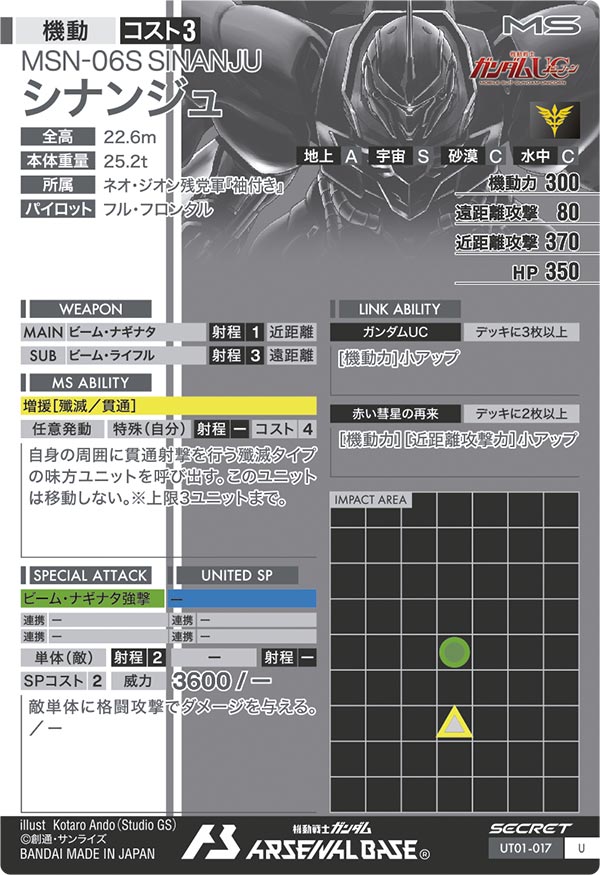 機動 コスト3 MS
MSN-06S SINANJU
シナンジュ
機動戦士
ガンダムUC
ユニコーン
MOBILE SUIT GUNDAM UNICORN
全高 22.6m
本体重量 25.2t
所属 ネオ・ジオン残党軍『袖付き』
パイロット フル・フロンタル
地上 A 宇宙 S 砂漠 C 水中 C
機動力 300
遠距離攻撃 80
近距離攻撃 370
HP 350
WEAPON
MAIN ビーム・ナギナタ 射程 1 近距離
SUB ビーム・ライフル 射程 3 遠距離
MS ABILITY
増援[殲滅/貫通]
任意発動 特殊(自分) 射程 ー コスト 4
自身の周囲に貫通射撃を行う殲滅タイプ
の味方ユニットを呼び出す。このユニット
は移動しない。※上限3ユニットまで。
LINK ABILITY
ガンダムUC デッキに3枚以上
[機動力]小アップ
赤い彗星の再来 デッキに2枚以上
[機動力][近距離攻撃力]小アップ
IMPACT AREA
SPECIAL ATTACK UNITED SP
ビーム・ナギナタ強撃 ー
連携 ー 連携 ー
連携 ー 連携 ー
単体(敵) 射程 2 ー 射程 ー
SPコスト 2 威力 3600/ー
敵単体に格闘攻撃でダメージを与える。
/ー
illust Kotaro Ando(Studio GS)
©創通・サンライズ
BANDAI MADE IN JAPAN
機動戦士ガンダム
ARSENAL BASE®
SECRET
UT01-017 U